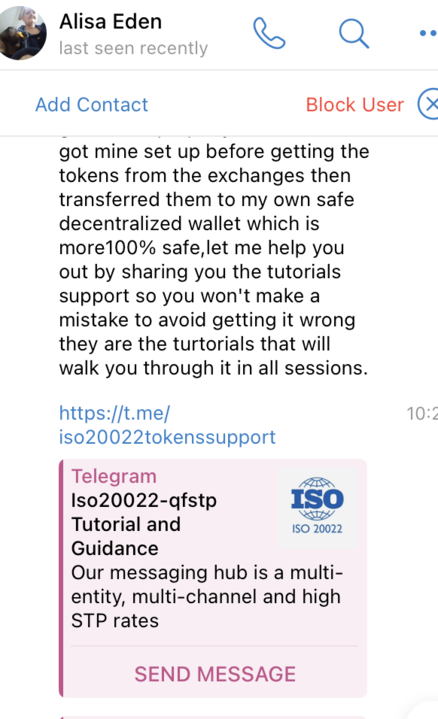 Alisa Eden
last seen recently
Add Contact
Block User
got mine set up before getting the
tokens from the exchanges then
transferred them to my own safe
decentralized wallet which is
more100% safe,let me help you
out by sharing you the tutorials
support so you won't make a
mistake to avoid getting it wrong
they are the turtorials that will
walk you through it in all sessions.
https://t.me/
iso20022tokenssupport
10:2
Telegram
Iso20022-qfstp
Tutorial and
Guidance
ISO
ISO 20022
Our messaging hub is a multi-
entity, multi-channel and high
STP rates
SEND MESSAGE